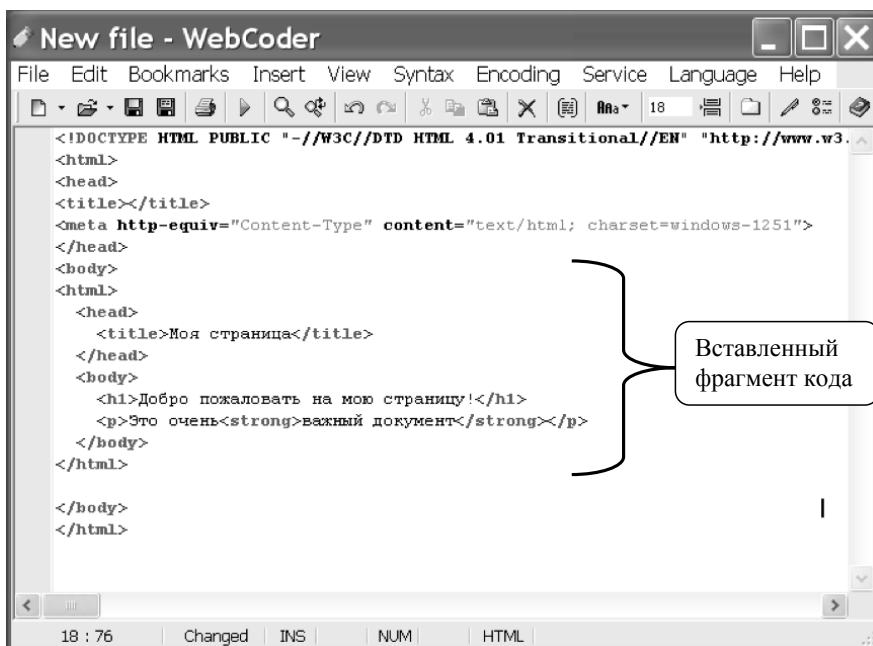 New file - WebCoder
File Edit Bookmarks Insert View Syntax Encoding Service Language Help
AAa 18
<!DOCTYPE HTML PUBLIC "-//W3C//DTD HTML 4.01 Transitional//EN" "http://www.w3.
<html>
<head>
<title></title>
<meta http-equiv="Content-Type" content="text/html; charset=windows-1251">
</head>
<body>
<html>
<head>
<title>Моя страница</title>
</head>
<body>
<h1>Добро пожаловать на мою страницу!</h1>
<p>Это очень<strong>важный документ</strong></p>
</body>
</html>
</body>
</html>
Вставленный
фрагмент кода
18 : 76 Changed INS NUM HTML